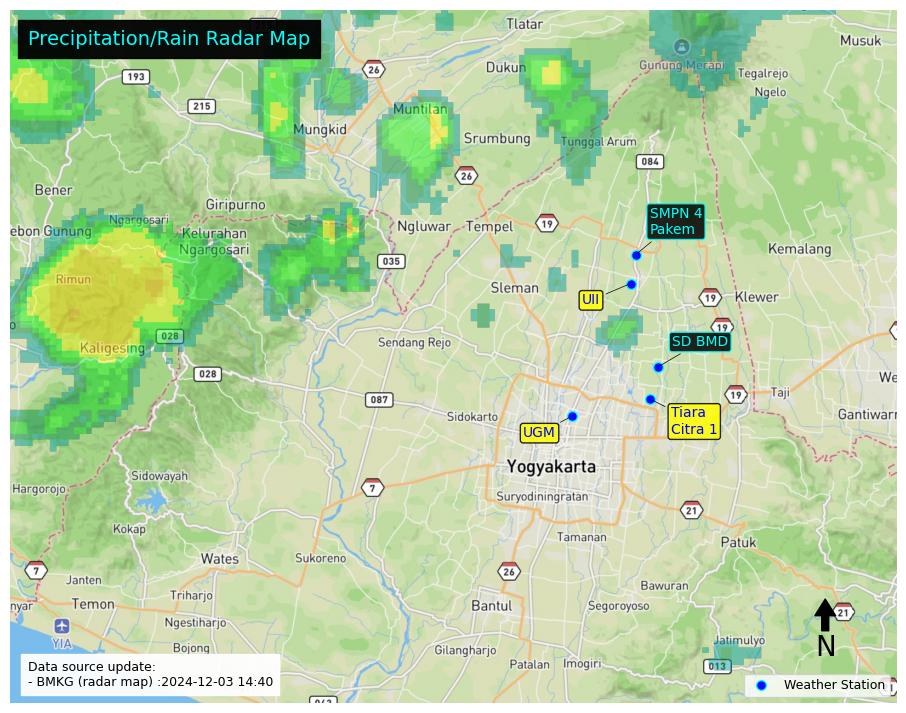 Precipitation/Rain Radar Map
Tlatar
Musuk
26
Dukun
Gunung Merapi
193
Tegalrejo
Ngelo
215
Muntilan
Mungkid
Srumbung
Tunggal Arum
084
26
Bener
Giripurno
SMPN 4
Pakem
Ngargosari
ebon Gunung
Kelurahan
Ngargosari
Ngluwar
Tempel
19
Kemalang
035
Rimun
Sleman
UII
19
Klewer
19
028
Kaligesing
Sendang Rejo
SD BMD
028
087
19
Taji
We
Sidokarto
Tiara
Citra 1
Gantiwarn
UGM
Yogyakarta
Sidowayah
Hargorojo
7
Suryodiningratan
21
Kokap
Tamanan
Patuk
Wates
Sukoreno
7
26
Janten
Bawuran
nyar
Temon
Triharjo
Bantul
Segoroyoso
21
Ngestiharjo
YIA
Bojong
Gilangharjo
Jatimulyo
N
Patalan
Imogiri
013
Data source update:
- BMKG (radar map) :2024-12-03 14:40
Weather Station